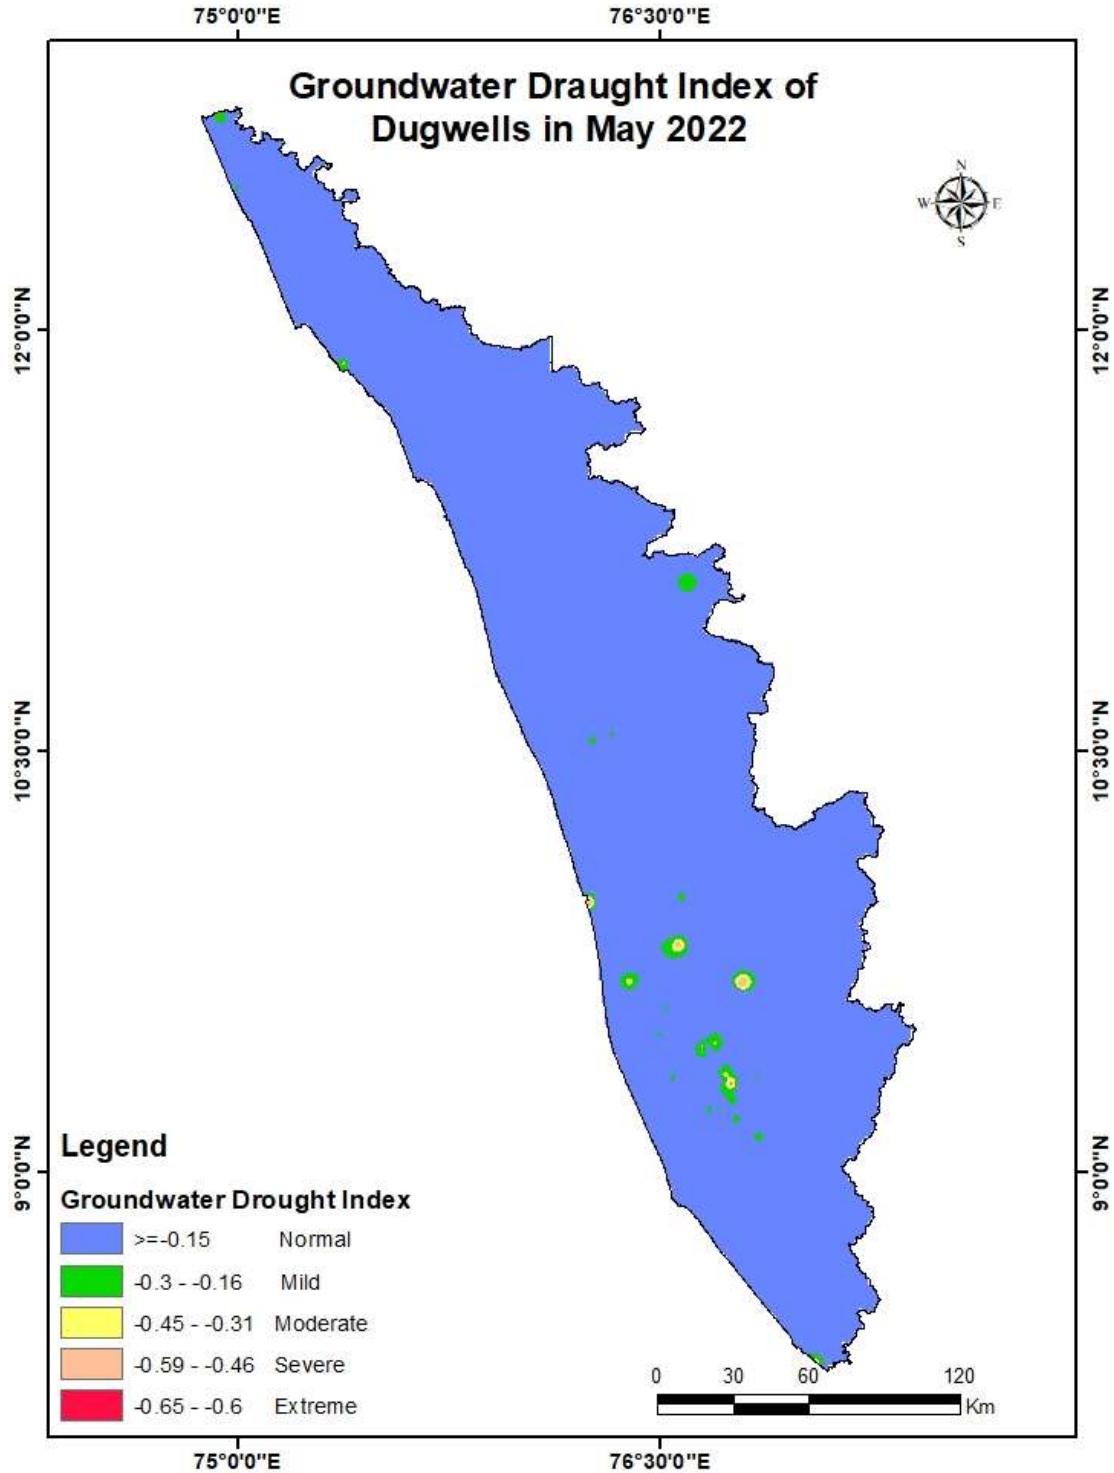 75°0'0"E 76°30'0"E
Groundwater Draught Index of
Dugwells in May 2022
N
W E
S
12°0'0"N 12°0'0"N
10°30'0"N 10°30'0"N
9°0'0"N 9°0'0"N
Legend
Groundwater Drought Index
>=-0.15 Normal
-0.3 - -0.16 Mild
-0.45 - -0.31 Moderate
-0.59 - -0.46 Severe
-0.65 - -0.6 Extreme
0 30 60 120
Km
75°0'0"E 76°30'0"E